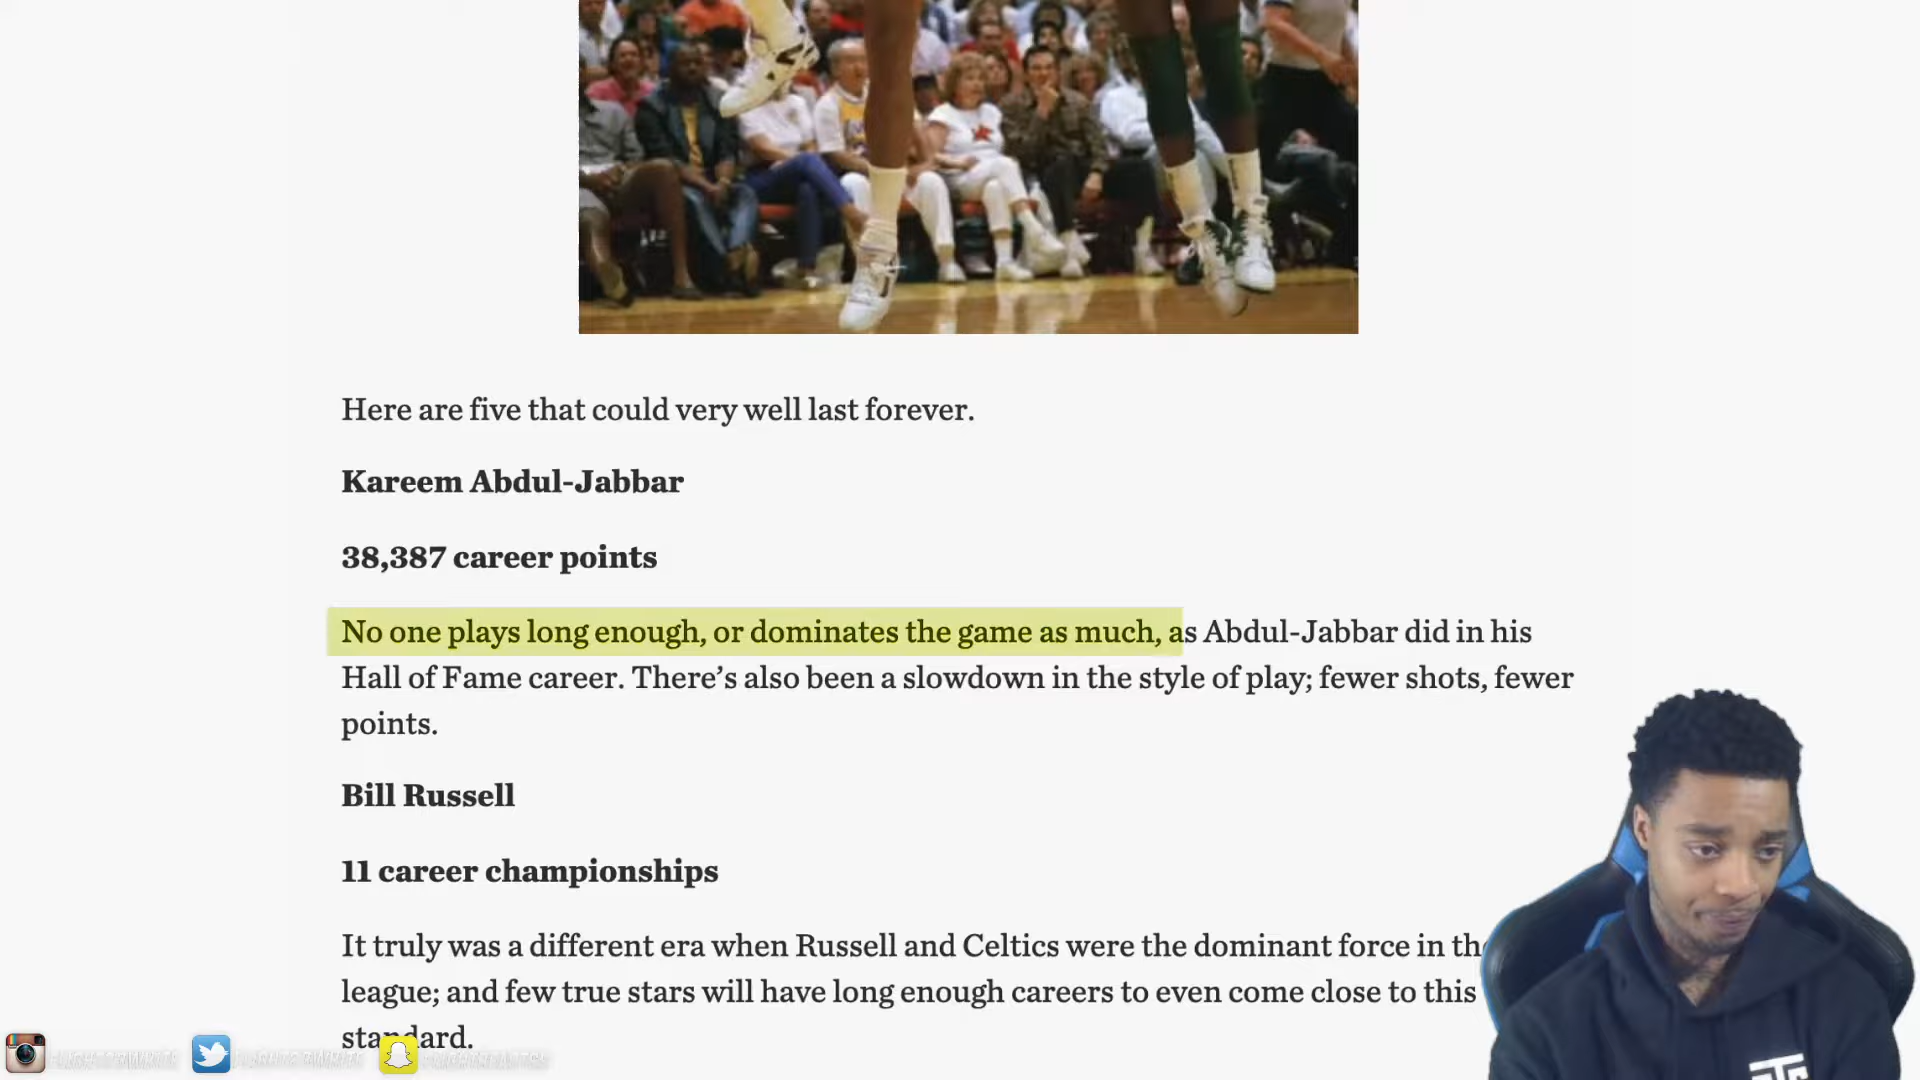 Here are five that could very well last forever.
Kareem Abdul-Jabbar
38,387 career points
No one plays long enough, or dominates the game as much, as Abdul-Jabbar did in his
Hall of Fame career. There’s also been a slowdown in the style of play; fewer shots, fewer
points.
Bill Russell
11 career championships
It truly was a different era when Russell and Celtics were the dominant force in the
league; and few true stars will have long enough careers to even come close to this
standard.